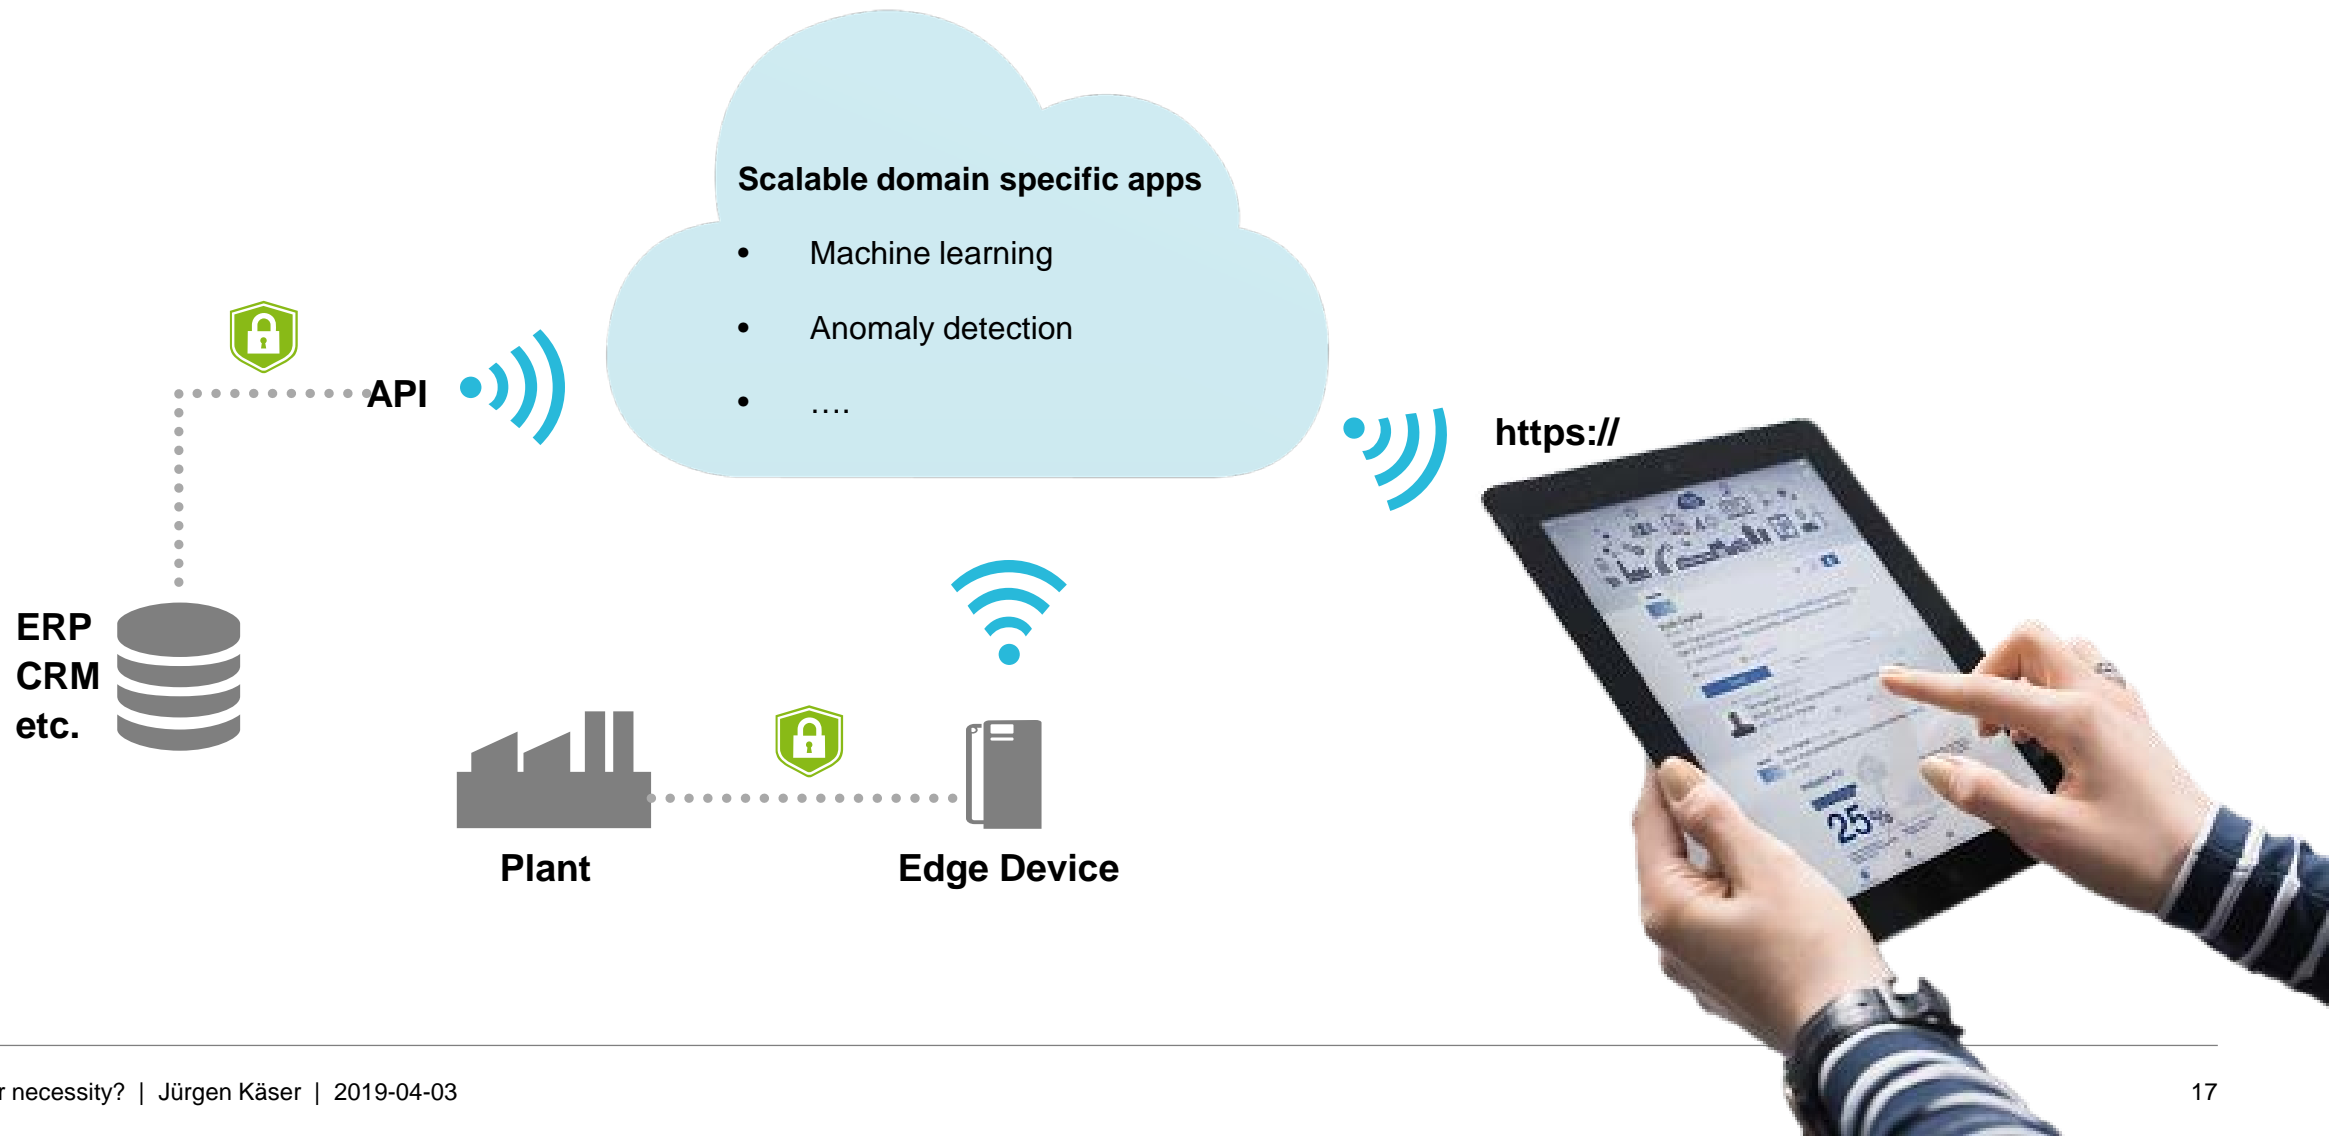 Scalable domain specific apps
• Machine learning
• Anomaly detection
• ….
API
https://
ERP
CRM
etc.
Plant
Edge Device
25%
r necessity? | Jürgen Käser | 2019-04-03
17